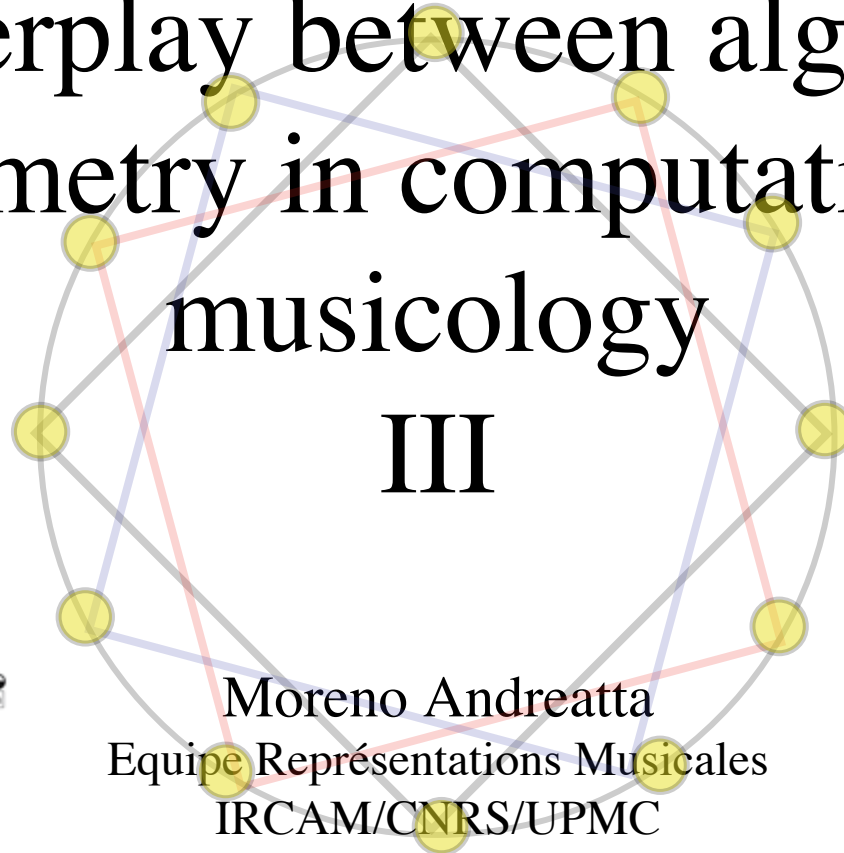 erplay between alg
metry in computati
musicology
III
Moreno Andreatta
Equipe Représentations Musicales
IRCAM/CNRS/UPMC